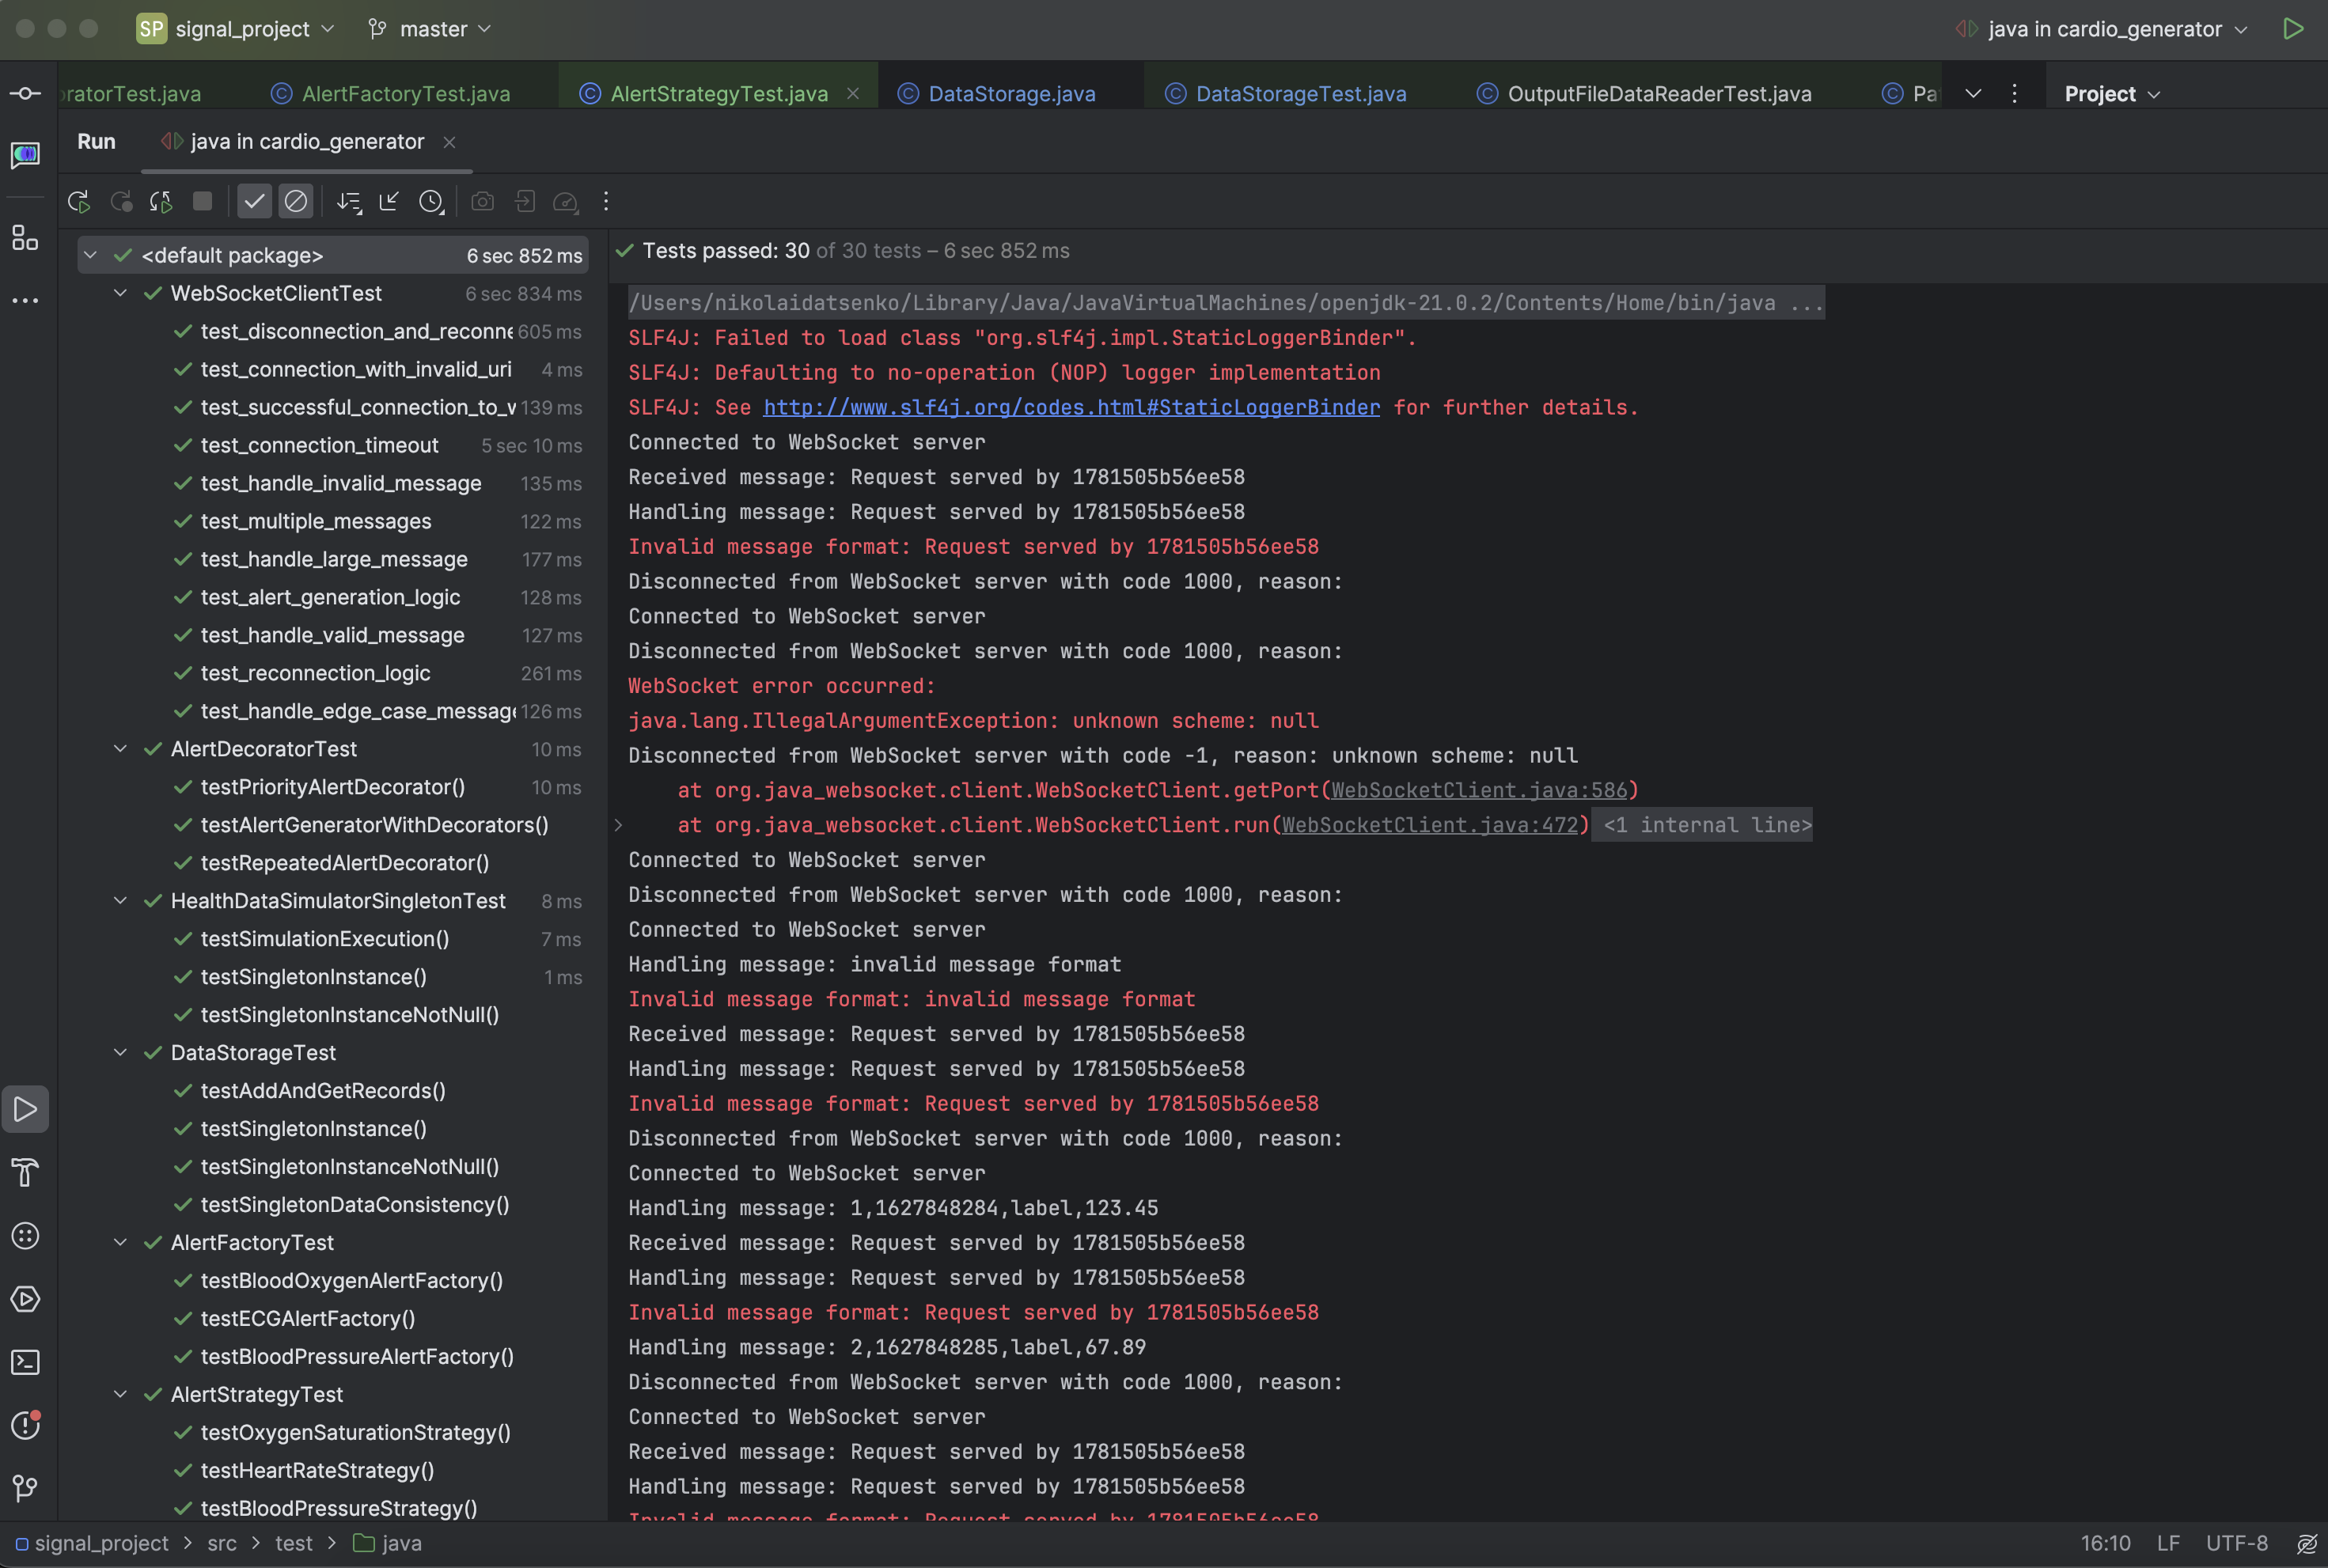 SP signal_project master java in cardio_generator
oratorTest.java AlertFactoryTest.java AlertStrategyTest.java DataStorage.java DataStorageTest.java OutputFileDataReaderTest.java Pa Project
Run java in cardio_generator
<default package> 6 sec 852 ms
WebSocketClientTest 6 sec 834 ms
test_disconnection_and_reconne 605 ms
test_connection_with_invalid_uri 4 ms
test_successful_connection_to_w 139 ms
test_connection_timeout 5 sec 10 ms
test_handle_invalid_message 135 ms
test_multiple_messages 122 ms
test_handle_large_message 177 ms
test_alert_generation_logic 128 ms
test_handle_valid_message 127 ms
test_reconnection_logic 261 ms
test_handle_edge_case_message 126 ms
AlertDecoratorTest 10 ms
testPriorityAlertDecorator() 10 ms
testAlertGeneratorWithDecorators()
testRepeatedAlertDecorator()
HealthDataSimulatorSingletonTest 8 ms
testSimulationExecution() 7 ms
testSingletonInstance() 1 ms
testSingletonInstanceNotNull()
DataStorageTest
testAddAndGetRecords()
testSingletonInstance()
testSingletonInstanceNotNull()
testSingletonDataConsistency()
AlertFactoryTest
testBloodOxygenAlertFactory()
testECGAlertFactory()
testBloodPressureAlertFactory()
AlertStrategyTest
testOxygenSaturationStrategy()
testHeartRateStrategy()
testBloodPressureStrategy()
Tests passed: 30 of 30 tests – 6 sec 852 ms
/Users/nikolaidatsenko/Library/Java/JavaVirtualMachines/openjdk-21.0.2/Contents/Home/bin/java ...
SLF4J: Failed to load class "org.slf4j.impl.StaticLoggerBinder".
SLF4J: Defaulting to no-operation (NOP) logger implementation
SLF4J: See http://www.slf4j.org/codes.html#StaticLoggerBinder for further details.
Connected to WebSocket server
Received message: Request served by 1781505b56ee58
Handling message: Request served by 1781505b56ee58
Invalid message format: Request served by 1781505b56ee58
Disconnected from WebSocket server with code 1000, reason:
Connected to WebSocket server
Disconnected from WebSocket server with code 1000, reason:
WebSocket error occurred:
java.lang.IllegalArgumentException: unknown scheme: null
Disconnected from WebSocket server with code -1, reason: unknown scheme: null
at org.java_websocket.client.WebSocketClient.getPort(WebSocketClient.java:586)
at org.java_websocket.client.WebSocketClient.run(WebSocketClient.java:472) <1 internal line>
Connected to WebSocket server
Disconnected from WebSocket server with code 1000, reason:
Connected to WebSocket server
Handling message: invalid message format
Invalid message format: invalid message format
Received message: Request served by 1781505b56ee58
Handling message: Request served by 1781505b56ee58
Invalid message format: Request served by 1781505b56ee58
Disconnected from WebSocket server with code 1000, reason:
Connected to WebSocket server
Handling message: 1,1627848284,label,123.45
Received message: Request served by 1781505b56ee58
Handling message: Request served by 1781505b56ee58
Invalid message format: Request served by 1781505b56ee58
Handling message: 2,1627848285,label,67.89
Disconnected from WebSocket server with code 1000, reason:
Connected to WebSocket server
Received message: Request served by 1781505b56ee58
Handling message: Request served by 1781505b56ee58
Invalid message format: Request served by 1781505b56ee58
signal_project > src > test > java 16:10 LF UTF-8